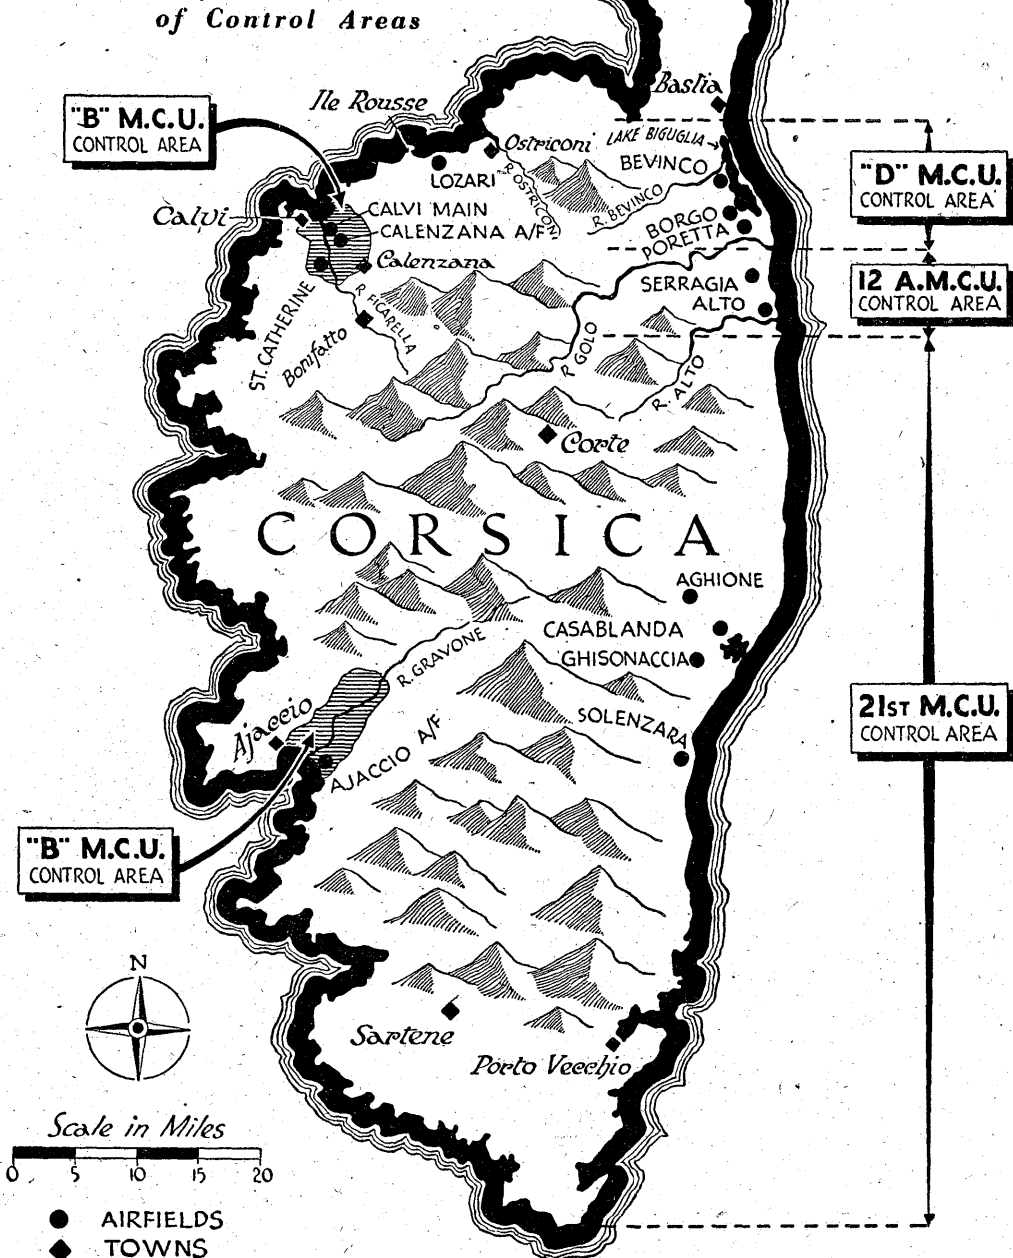 of Control Areas
Bastia
"B" M.C.U.
CONTROL AREA
Ile Rousse
Ostriconi
LAKE BIGUGLIA
BEVINCO
"D" M.C.U.
CONTROL AREA
LOZARI
R. OSTRICONI
R. BEVINCO
Calvi
CALVI MAIN
CALENZANA A/F
BORGO
PORETTA
Calenzana
SERRAGIA
ALTO
12 A.M.C.U.
CONTROL AREA
ST. CATHERINE
R. FICARELLA
Bonifatto
R. GOLO
R. ALTO
Corte
CORSICA
AGHIONE
CASABLANDA
GHISONACCIA
R. GRAVONE
SOLENZARA
21ST M.C.U.
CONTROL AREA
Ajaccio
AJACCIO A/F
"B" M.C.U.
CONTROL AREA
N
Sartene
Porto Vecchio
Scale in Miles
0 5 10 15 20
AIRFIELDS
TOWNS